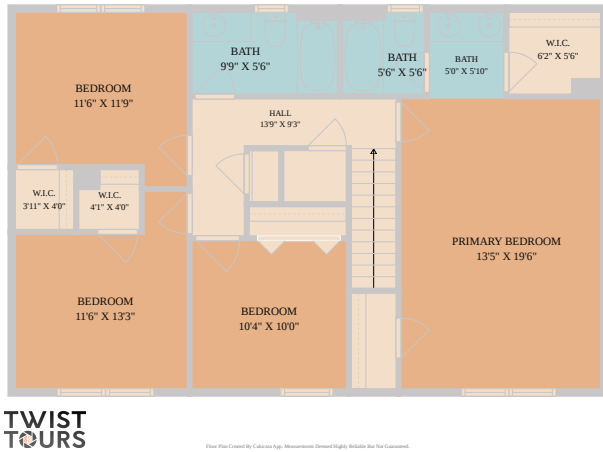 BATH
9'9" X 5'6"
BATH
5'6" X 5'6"
BATH
5'0" X 5'10"
W.I.C.
6'2" X 5'6"
BEDROOM
11'6" X 11'9"
HALL
13'9" X 9'3"
W.I.C.
3'11" X 4'0"
W.I.C.
4'1" X 4'0"
PRIMARY BEDROOM
13'5" X 19'6"
BEDROOM
11'6" X 13'3"
BEDROOM
10'4" X 10'0"
TWIST
TOURS
Floor Plan Created By Cubicasa App. Measurements Deemed Highly Reliable But Not Guaranteed.